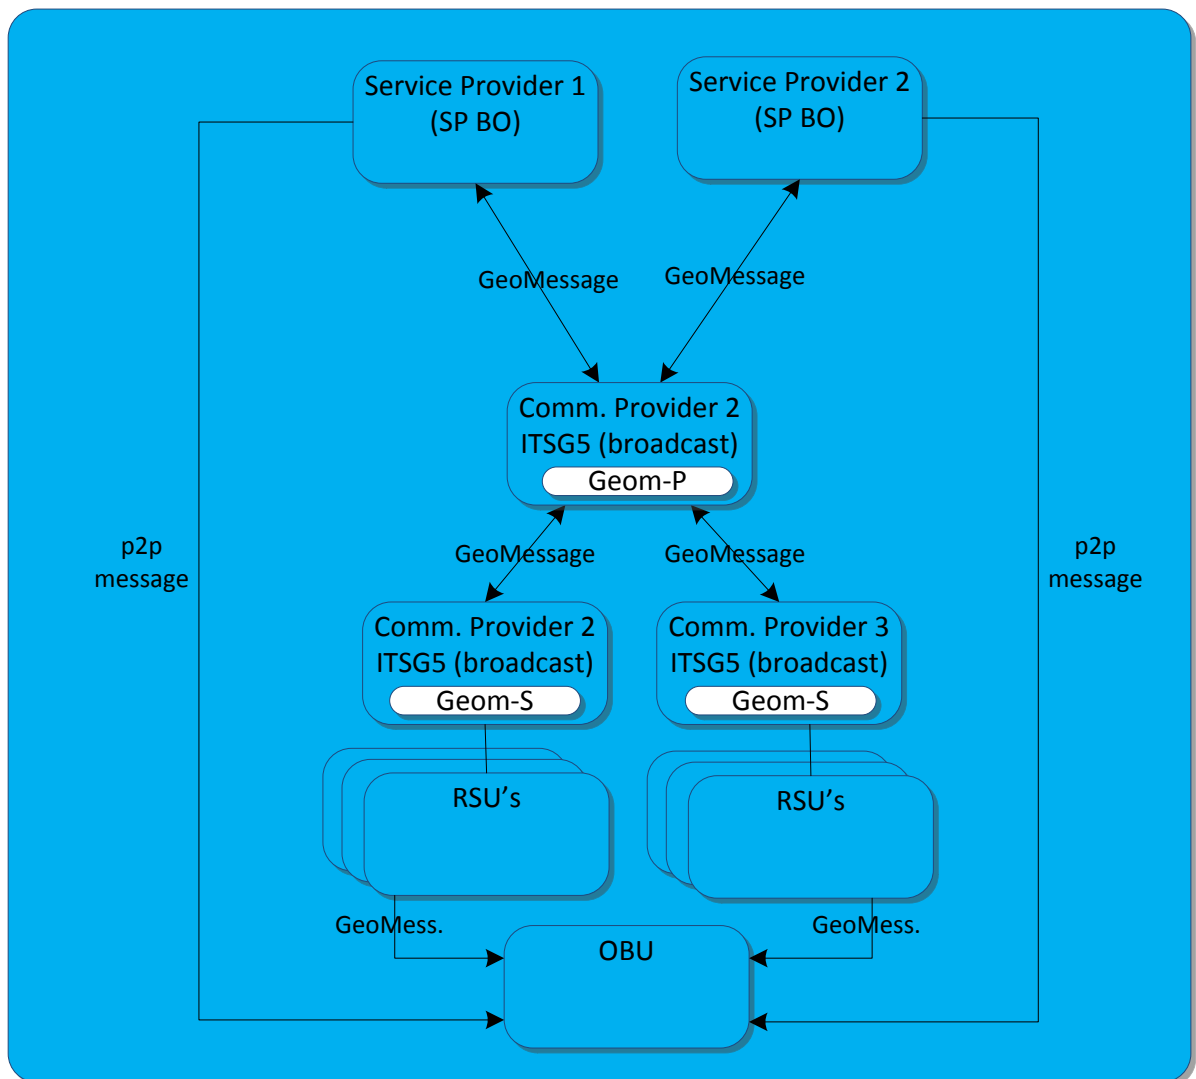 Service Provider 1
(SP BO)
Service Provider 2
(SP BO)
GeoMessage
GeoMessage
Comm. Provider 2
ITSG5 (broadcast)
Geom-P
p2p
message
GeoMessage
GeoMessage
p2p
message
Comm. Provider 2
ITSG5 (broadcast)
Geom-S
Comm. Provider 3
ITSG5 (broadcast)
Geom-S
RSU's
RSU's
GeoMess.
GeoMess.
OBU